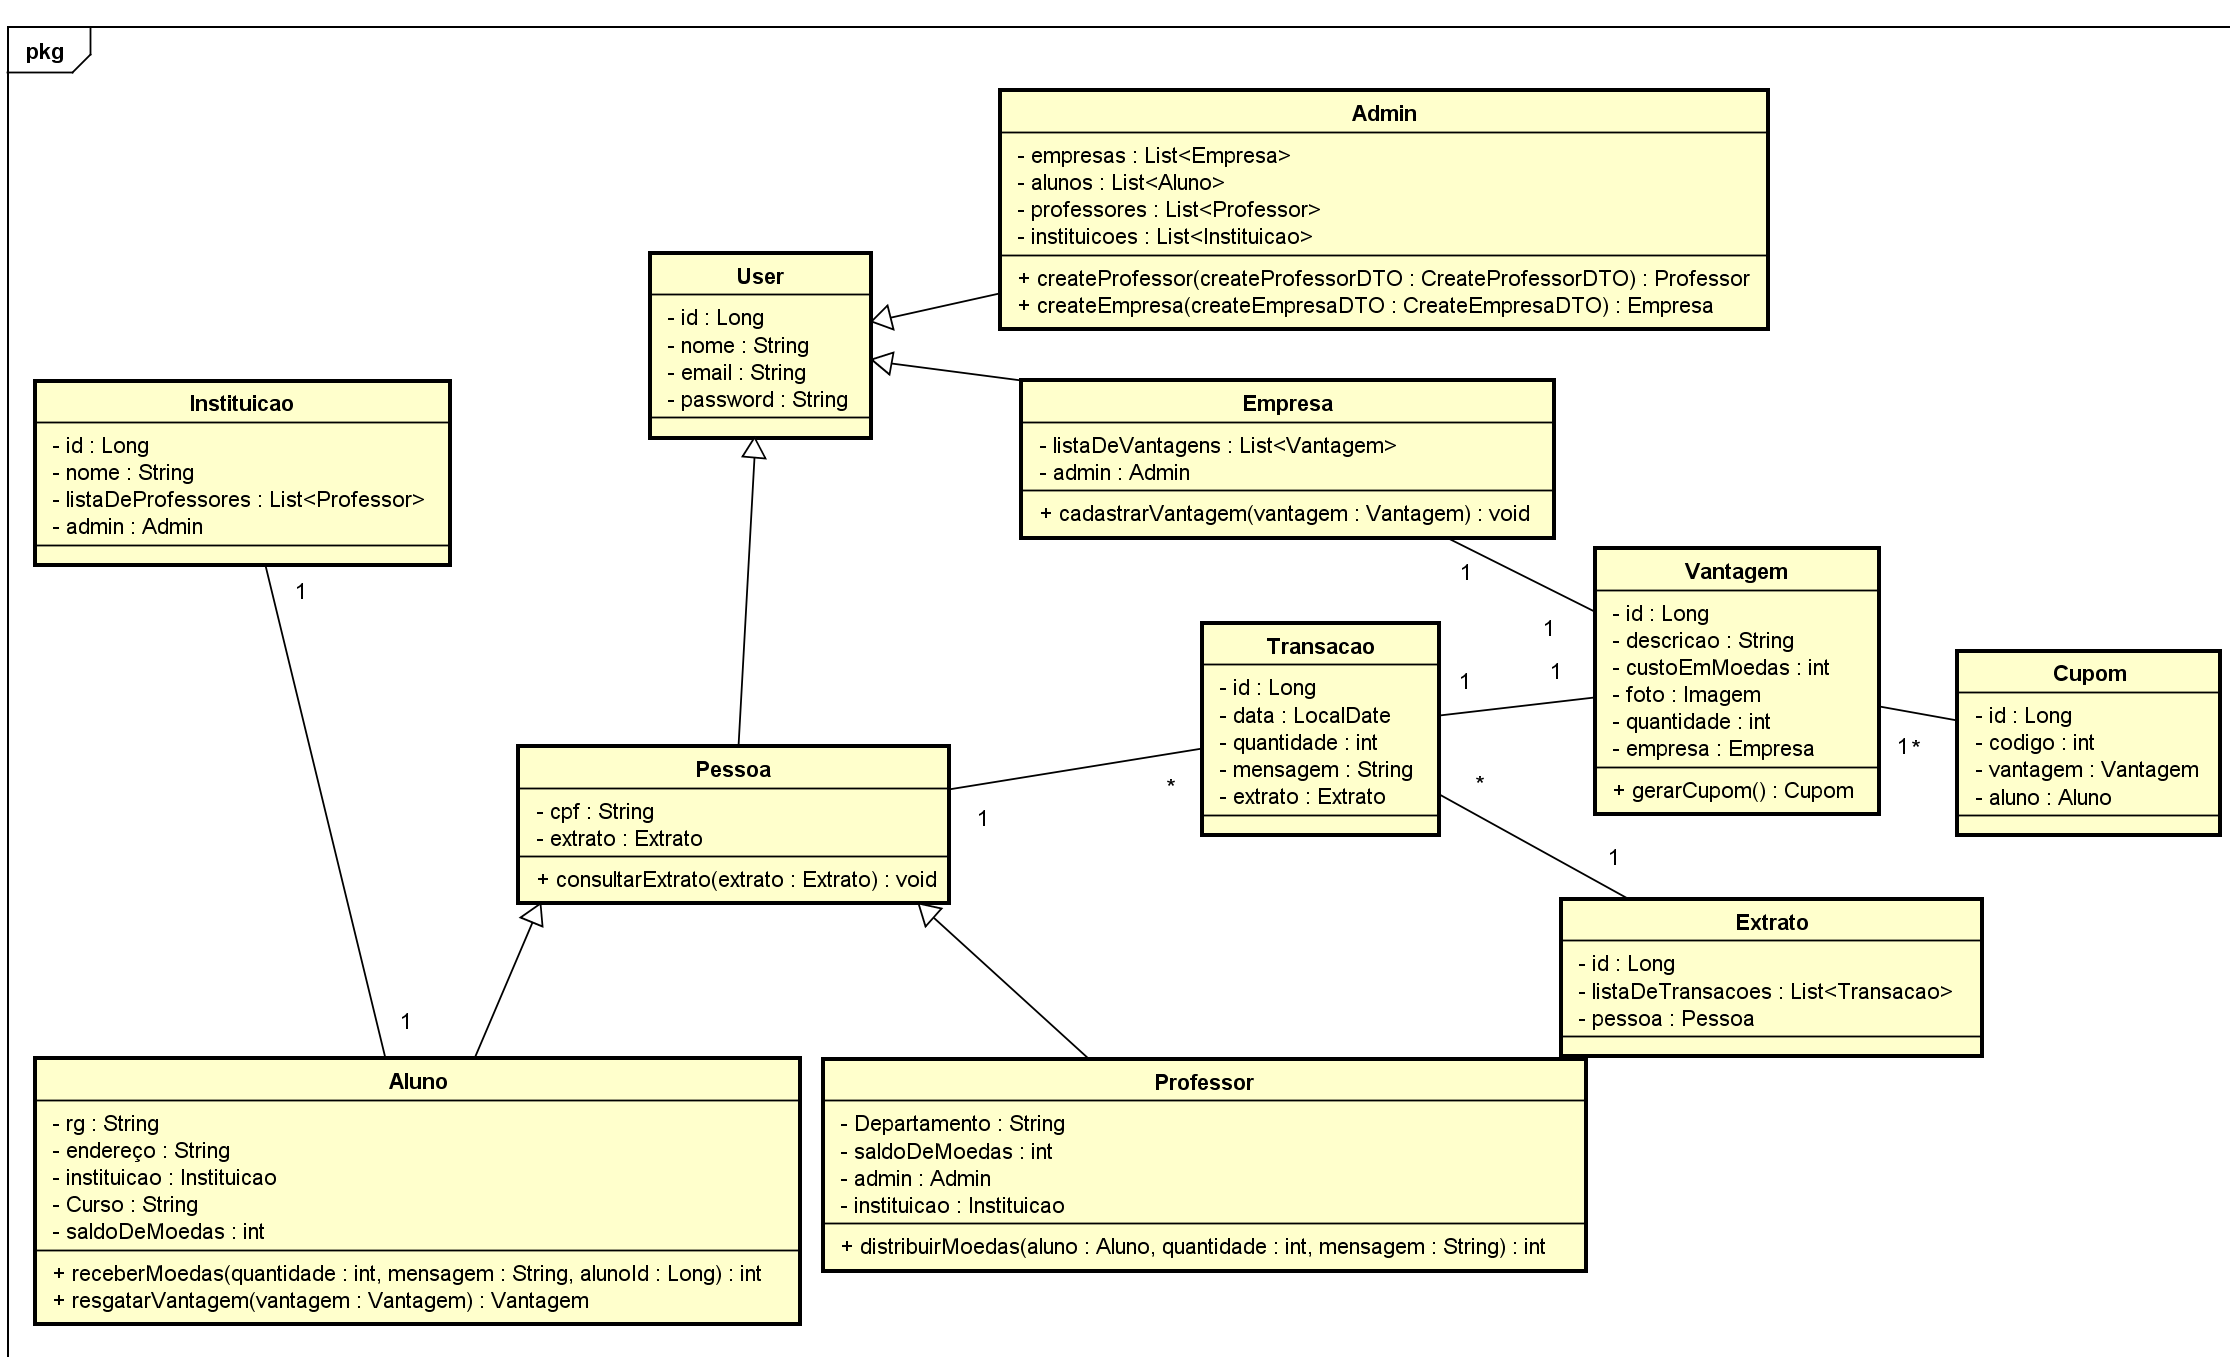 pkg
Admin
- empresas : List<Empresa>
- alunos : List<Aluno>
- professores : List<Professor>
- instituicoes : List<Instituicao>
+ createProfessor(createProfessorDTO : CreateProfessorDTO) : Professor
+ createEmpresa(createEmpresaDTO : CreateEmpresaDTO) : Empresa
User
- id : Long
- nome : String
- email : String
- password : String
Instituicao
- id : Long
- nome : String
- listaDeProfessores : List<Professor>
- admin : Admin
1
1
Empresa
- listaDeVantagens : List<Vantagem>
- admin : Admin
+ cadastrarVantagem(vantagem : Vantagem) : void
1
1
Vantagem
- id : Long
- descricao : String
- custoEmMoedas : int
- foto : Imagem
- quantidade : int
- empresa : Empresa
+ gerarCupom() : Cupom
Transacao
- id : Long
- data : LocalDate
- quantidade : int
- mensagem : String
- extrato : Extrato
1
1
Cupom
- id : Long
- codigo : int
- vantagem : Vantagem
- aluno : Aluno
1*
Pessoa
- cpf : String
- extrato : Extrato
+ consultarExtrato(extrato : Extrato) : void
1
*
*
1
Extrato
- id : Long
- listaDeTransacoes : List<Transacao>
- pessoa : Pessoa
Aluno
- rg : String
- endereço : String
- instituicao : Instituicao
- Curso : String
- saldoDeMoedas : int
+ receberMoedas(quantidade : int, mensagem : String, alunoId : Long) : int
+ resgatarVantagem(vantagem : Vantagem) : Vantagem
Professor
- Departamento : String
- saldoDeMoedas : int
- admin : Admin
- instituicao : Instituicao
+ distribuirMoedas(aluno : Aluno, quantidade : int, mensagem : String) : int